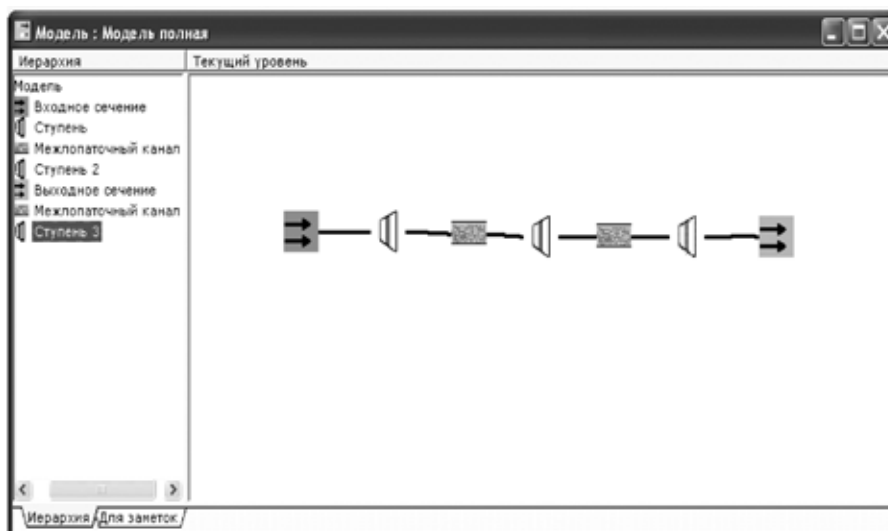 Модель : Модель полная
Иерархия
Текущий уровень
Модель
Входное сечение
Ступень
Межлопаточный канал
Ступень 2
Выходное сечение
Межлопаточный канал
Ступень 3
Иерархия
Для заметок